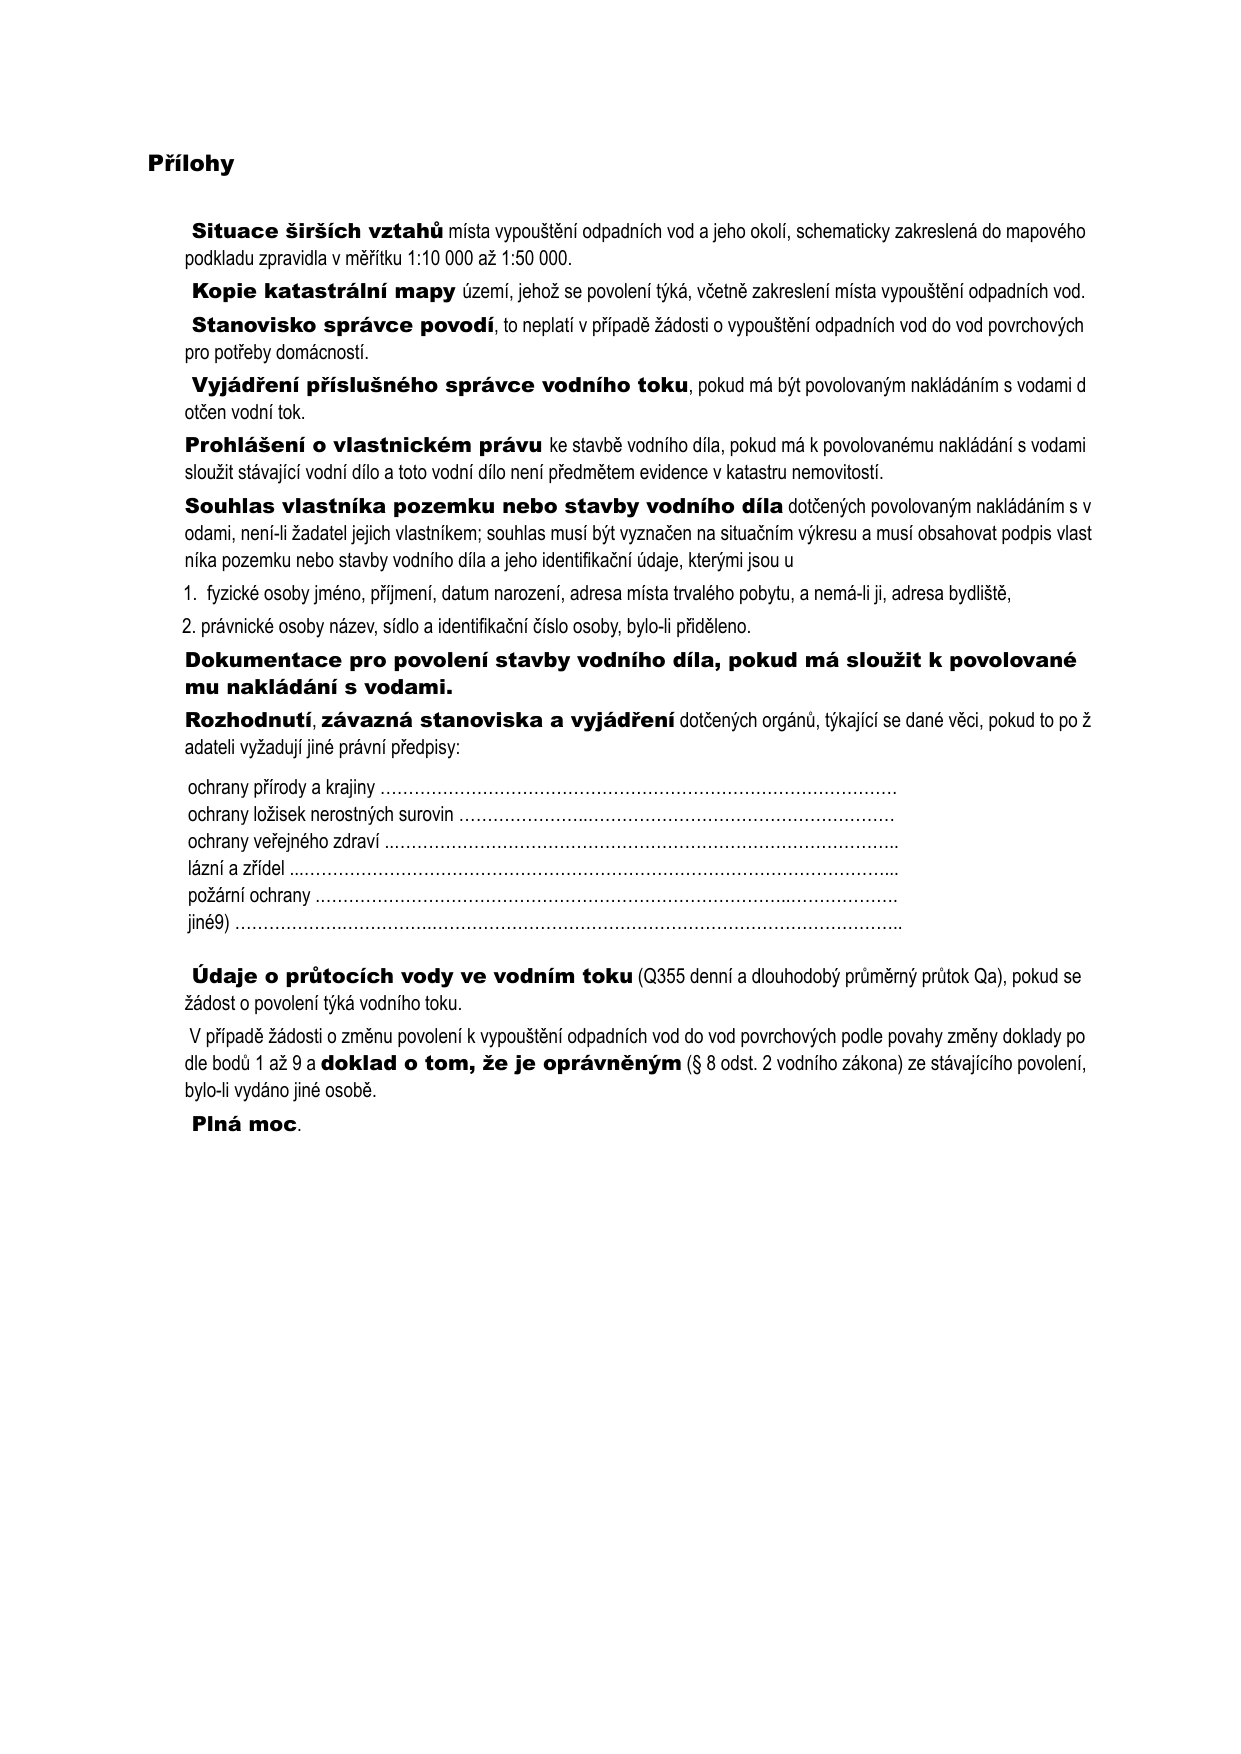 Přílohy
Situace širších vztahů místa vypouštění odpadních vod a jeho okolí, schematicky zakreslená do mapového
podkladu zpravidla v měřítku 1:10 000 až 1:50 000.
Kopie katastrální mapy území, jehož se povolení týká, včetně zakreslení místa vypouštění odpadních vod.
Stanovisko správce povodí, to neplatí v případě žádosti o vypouštění odpadních vod do vod povrchových
pro potřeby domácností.
Vyjádření příslušného správce vodního toku, pokud má být povolovaným nakládáním s vodami d
otčen vodní tok.
Prohlášení o vlastnickém právu ke stavbě vodního díla, pokud má k povolovanému nakládání s vodami
sloužit stávající vodní dílo a toto vodní dílo není předmětem evidence v katastru nemovitostí.
Souhlas vlastníka pozemku nebo stavby vodního díla dotčených povolovaným nakládáním s v
odami, není-li žadatel jejich vlastníkem; souhlas musí být vyznačen na situačním výkresu a musí obsahovat podpis vlast
níka pozemku nebo stavby vodního díla a jeho identifikační údaje, kterými jsou u
1. fyzické osoby jméno, příjmení, datum narození, adresa místa trvalého pobytu, a nemá-li ji, adresa bydliště,
2. právnické osoby název, sídlo a identifikační číslo osoby, bylo-li přiděleno.
Dokumentace pro povolení stavby vodního díla, pokud má sloužit k povolované
mu nakládání s vodami.
Rozhodnutí, závazná stanoviska a vyjádření dotčených orgánů, týkající se dané věci, pokud to po ž
adateli vyžadují jiné právní předpisy:
ochrany přírody a krajiny ……………………………………………………………………………
ochrany ložisek nerostných surovin …………………..……………………………………………
ochrany veřejného zdraví ..…………………………………………………………………………..
lázní a zřídel ...………………………………………………………………………………………...
požární ochrany .……………………………………………………………………...……………….
jiné9) ……………….…………….……………………………………………………………………..
Údaje o průtocích vody ve vodním toku (Q355 denní a dlouhodobý průměrný průtok Qa), pokud se
žádost o povolení týká vodního toku.
V případě žádosti o změnu povolení k vypouštění odpadních vod do vod povrchových podle povahy změny doklady po
dle bodů 1 až 9 a doklad o tom, že je oprávněným (§ 8 odst. 2 vodního zákona) ze stávajícího povolení,
bylo-li vydáno jiné osobě.
Plná moc.